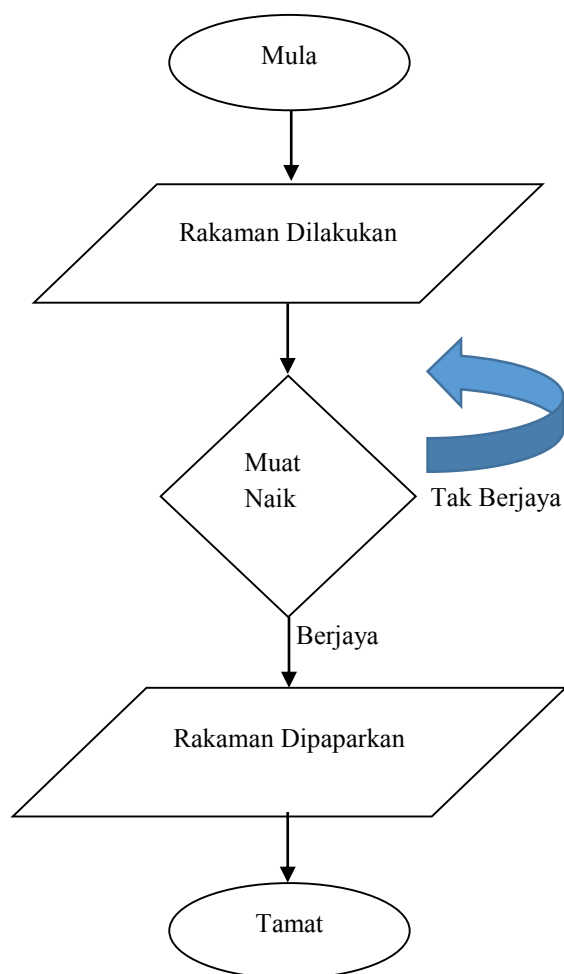 Mula
Rakaman Dilakukan
Muat
Naik
Tak Berjaya
Berjaya
Rakaman Dipaparkan
Tamat